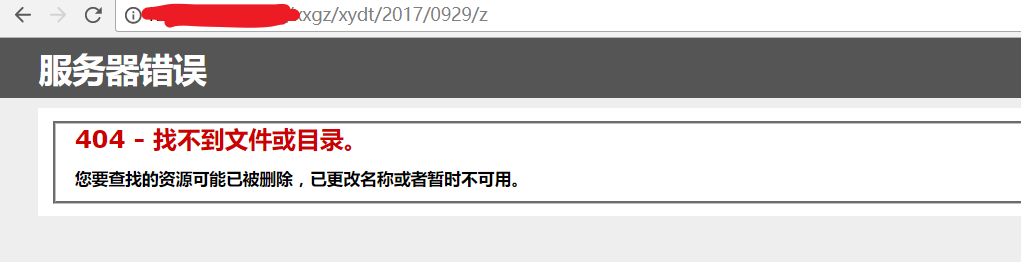 /xxgz/xydt/2017/0929/z
服务器错误
404 - 找不到文件或目录。
您要查找的资源可能已被删除，已更改名称或者暂时不可用。